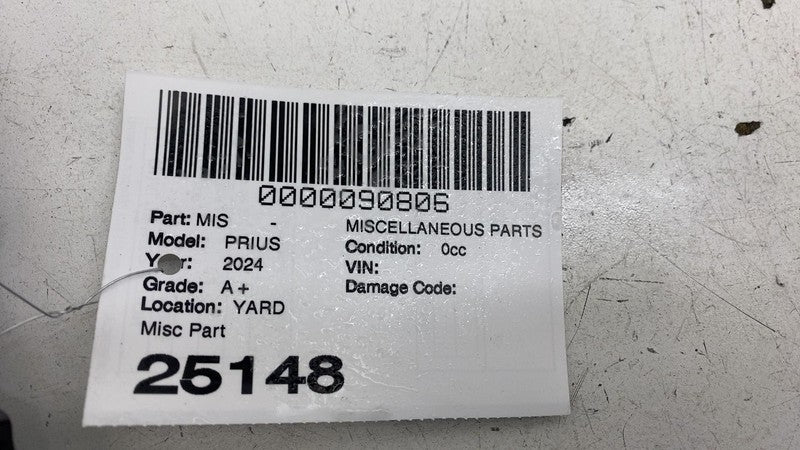 0000090806
Part: MIS - MISCELLANEOUS PARTS
Model: PRIUS Condition: 0cc
Year: 2024 VIN:
Grade: A+ Damage Code:
Location: YARD
Misc Part
25148